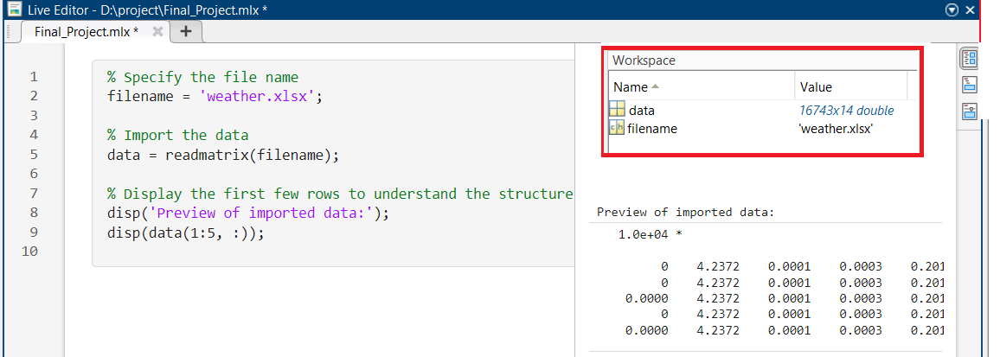 Live Editor - D:\project\Final_Project.mlx *
Final_Project.mlx *
1 % Specify the file name
2 filename = 'weather.xlsx';
3
4 % Import the data
5 data = readmatrix(filename);
6
7 % Display the first few rows to understand the structure
8 disp('Preview of imported data:');
9 disp(data(1:5, :));
10
Workspace
Name Value
data 16743x14 double
ch filename 'weather.xlsx'
Preview of imported data:
1.0e+04 *
0 4.2372 0.0001 0.0003 0.201
0 4.2372 0.0001 0.0003 0.201
0.0000 4.2372 0.0001 0.0003 0.201
0 4.2372 0.0001 0.0003 0.201
0.0000 4.2372 0.0001 0.0003 0.201